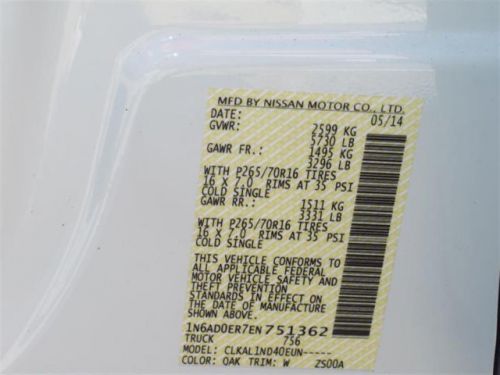 MFD BY NISSAN MOTOR CO., LTD.
DATE: 05/14
GVWR: 2599 KG
5730 LB
GAWR FR.: 1495 KG
3296 LB
WITH P265/70R16 TIRES
16 X 7.0 RIMS AT 35 PSI
COLD SINGLE
GAWR RR.: 1511 KG
3331 LB
WITH P265/70R16 TIRES
16 X 7.0 RIMS AT 35 PSI
COLD SINGLE
THIS VEHICLE CONFORMS TO
ALL APPLICABLE FEDERAL
MOTOR VEHICLE SAFETY AND
THEFT PREVENTION
STANDARDS IN EFFECT ON
THE DATE OF MANUFACTURE
SHOWN ABOVE.
1N6AD0ER7EN751362
TRUCK 756
MODEL: CLKAL1ND40EUN-----
COLOR: QAK TRIM: W ZS00A